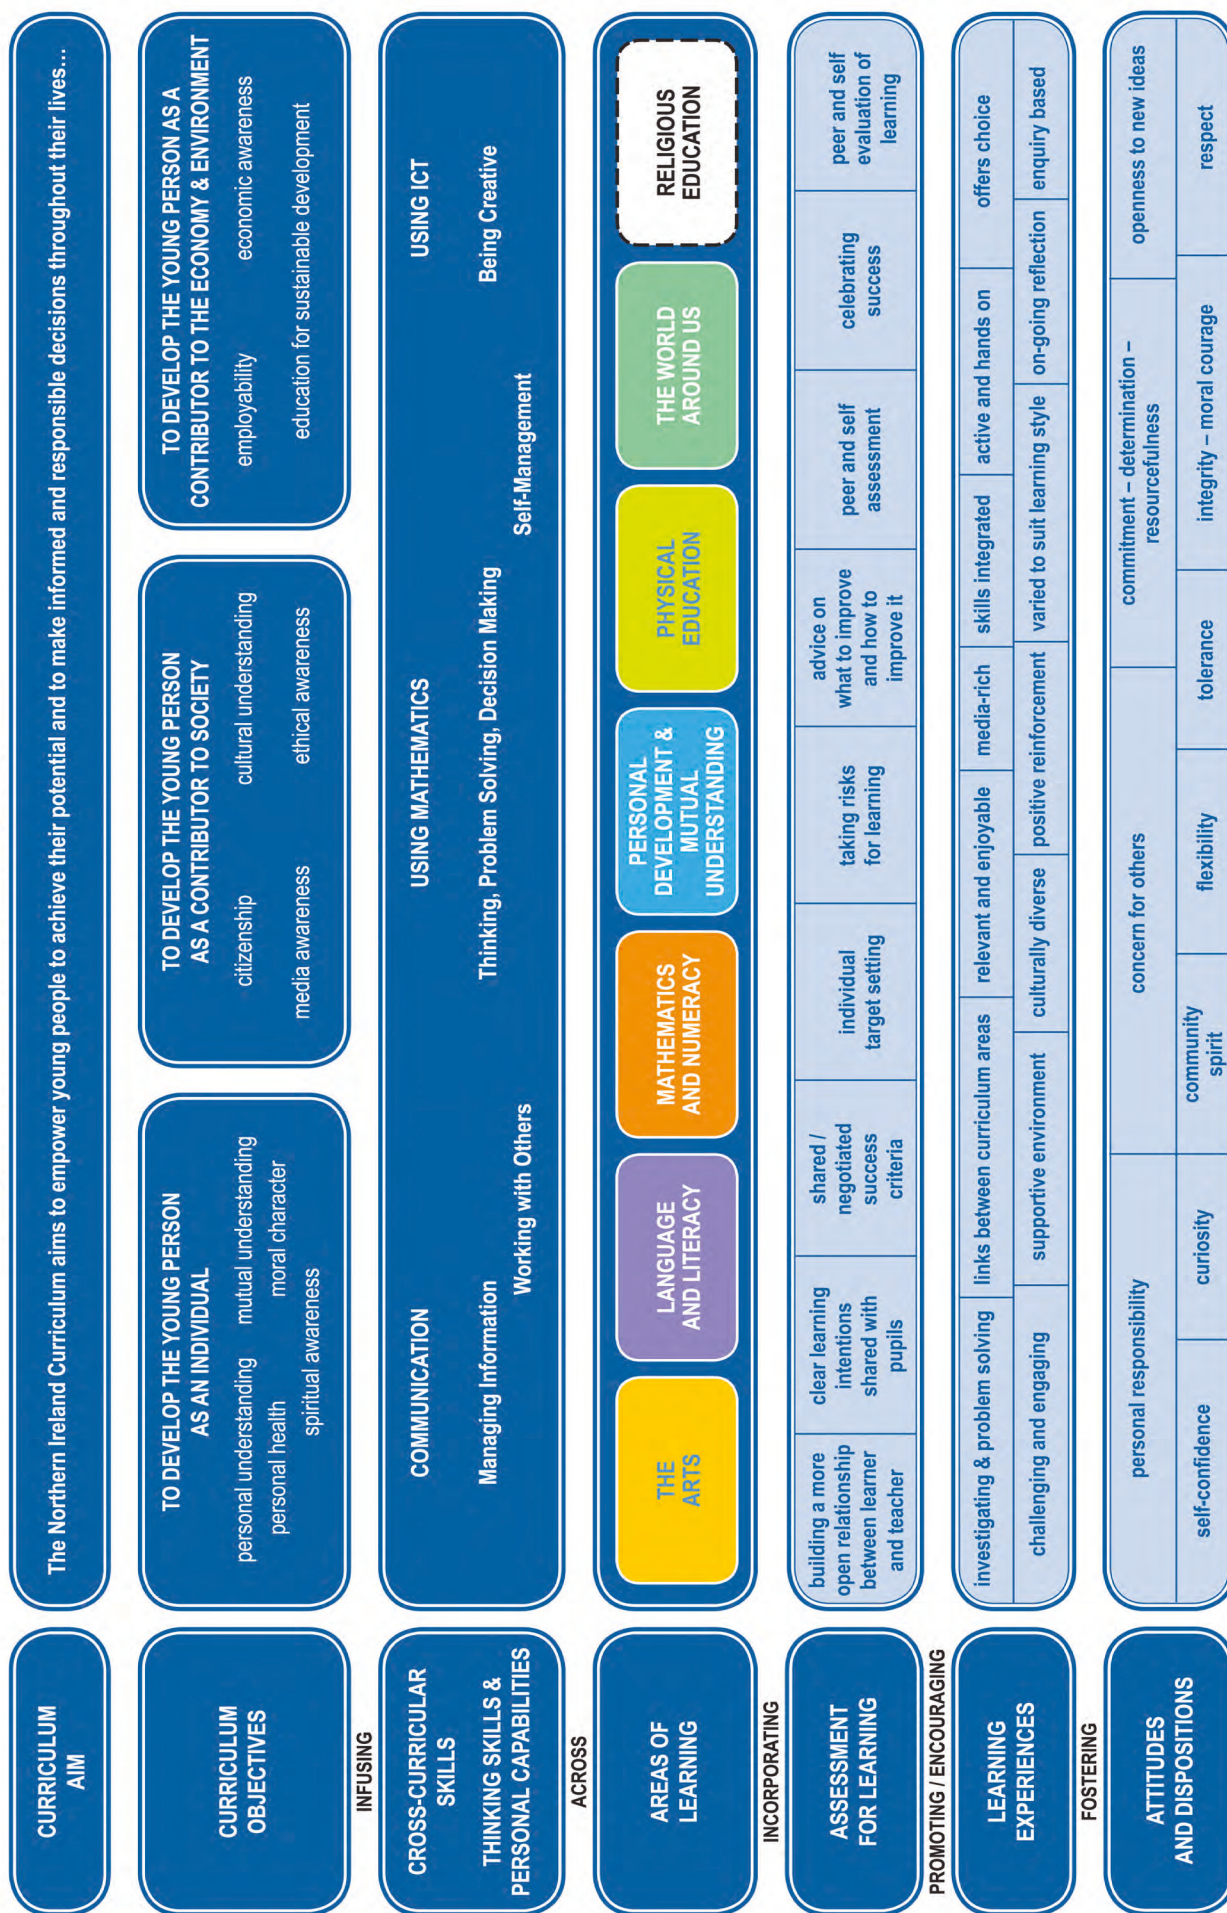 CURRICULUM
AIM
The Northern Ireland Curriculum aims to empower young people to achieve their potential and to make informed and responsible decisions throughout their lives...
CURRICULUM
OBJECTIVES
TO DEVELOP THE YOUNG PERSON
AS AN INDIVIDUAL
personal understanding
mutual understanding
personal health
moral character
spiritual awareness
TO DEVELOP THE YOUNG PERSON
AS A CONTRIBUTOR TO SOCIETY
citizenship
cultural understanding
media awareness
ethical awareness
TO DEVELOP THE YOUNG PERSON AS A
CONTRIBUTOR TO THE ECONOMY & ENVIRONMENT
employability
economic awareness
education for sustainable development
INFUSING
CROSS-CURRICULAR
SKILLS
THINKING SKILLS &
PERSONAL CAPABILITIES
COMMUNICATION
USING MATHEMATICS
USING ICT
Managing Information
Thinking, Problem Solving, Decision Making
Being Creative
Working with Others
Self-Management
ACROSS
AREAS OF
LEARNING
THE
ARTS
LANGUAGE
AND LITERACY
MATHEMATICS
AND NUMERACY
PERSONAL
DEVELOPMENT &
MUTUAL
UNDERSTANDING
PHYSICAL
EDUCATION
THE WORLD
AROUND US
RELIGIOUS
EDUCATION
INCORPORATING
ASSESSMENT
FOR LEARNING
building a more
open relationship
between learner
and teacher
clear learning
intentions
shared with
pupils
shared /
negotiated
success
criteria
individual
target setting
taking risks
for learning
advice on
what to improve
and how to
improve it
peer and self
assessment
celebrating
success
peer and self
evaluation of
learning
PROMOTING / ENCOURAGING
LEARNING
EXPERIENCES
investigating & problem solving
links between curriculum areas
relevant and enjoyable
media-rich
skills integrated
active and hands on
offers choice
challenging and engaging
supportive environment
culturally diverse
positive reinforcement
varied to suit learning style
on-going reflection
enquiry based
FOSTERING
ATTITUDES
AND DISPOSITIONS
personal responsibility
concern for others
commitment – determination –
resourcefulness
openness to new ideas
self-confidence
curiosity
community
spirit
flexibility
tolerance
integrity – moral courage
respect